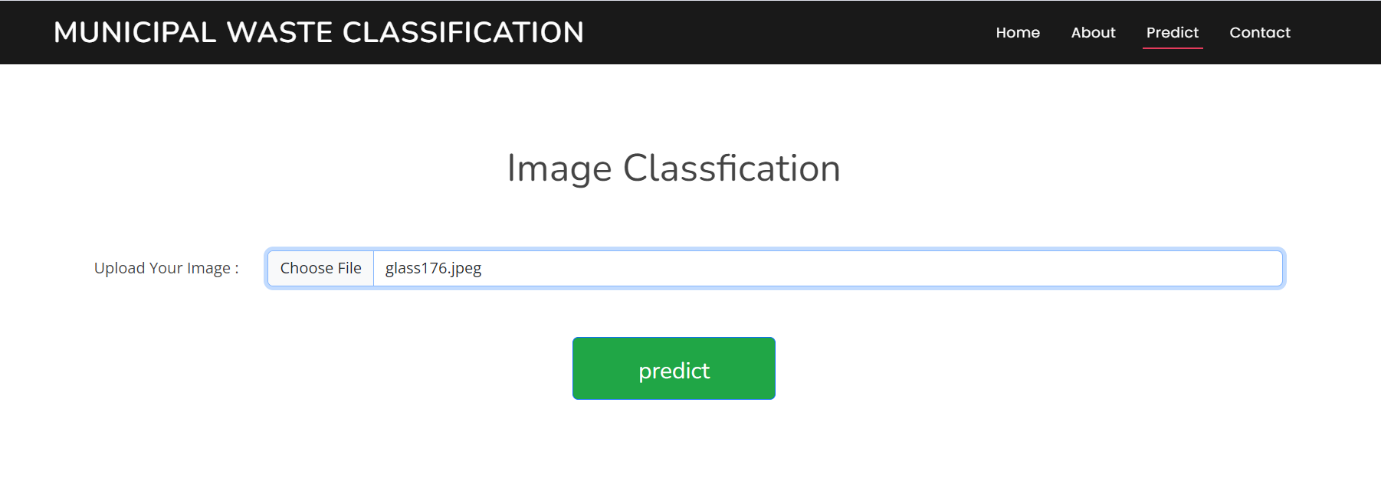 MUNICIPAL WASTE CLASSIFICATION Home About Predict Contact
Image Classfication
Upload Your Image : Choose File glass176.jpeg
predict